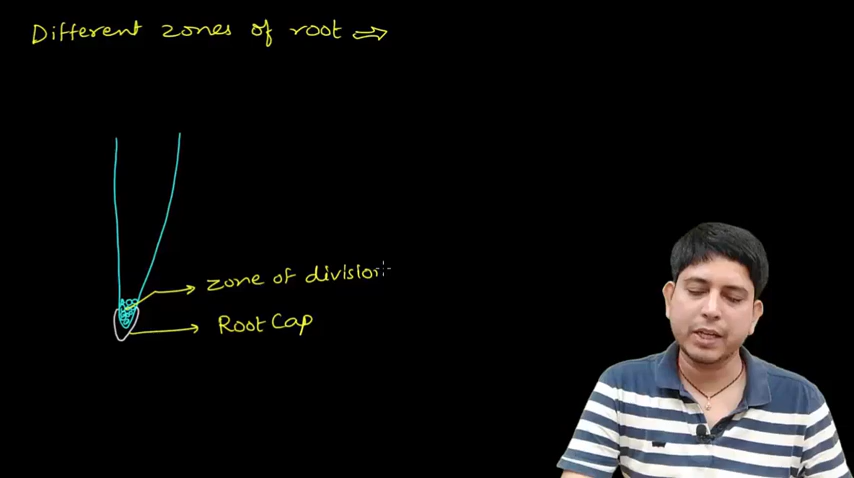 Different zones of root ⇒
zone of division
Root Cap